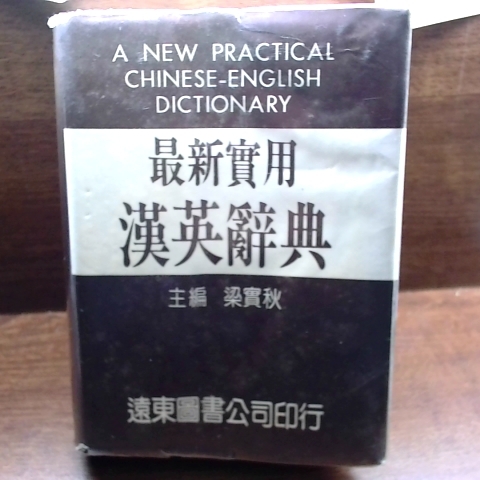 A NEW PRACTICAL
CHINESE-ENGLISH
DICTIONARY
最新實用
漢英辭典
主編 梁實秋
遠東圖書公司印行